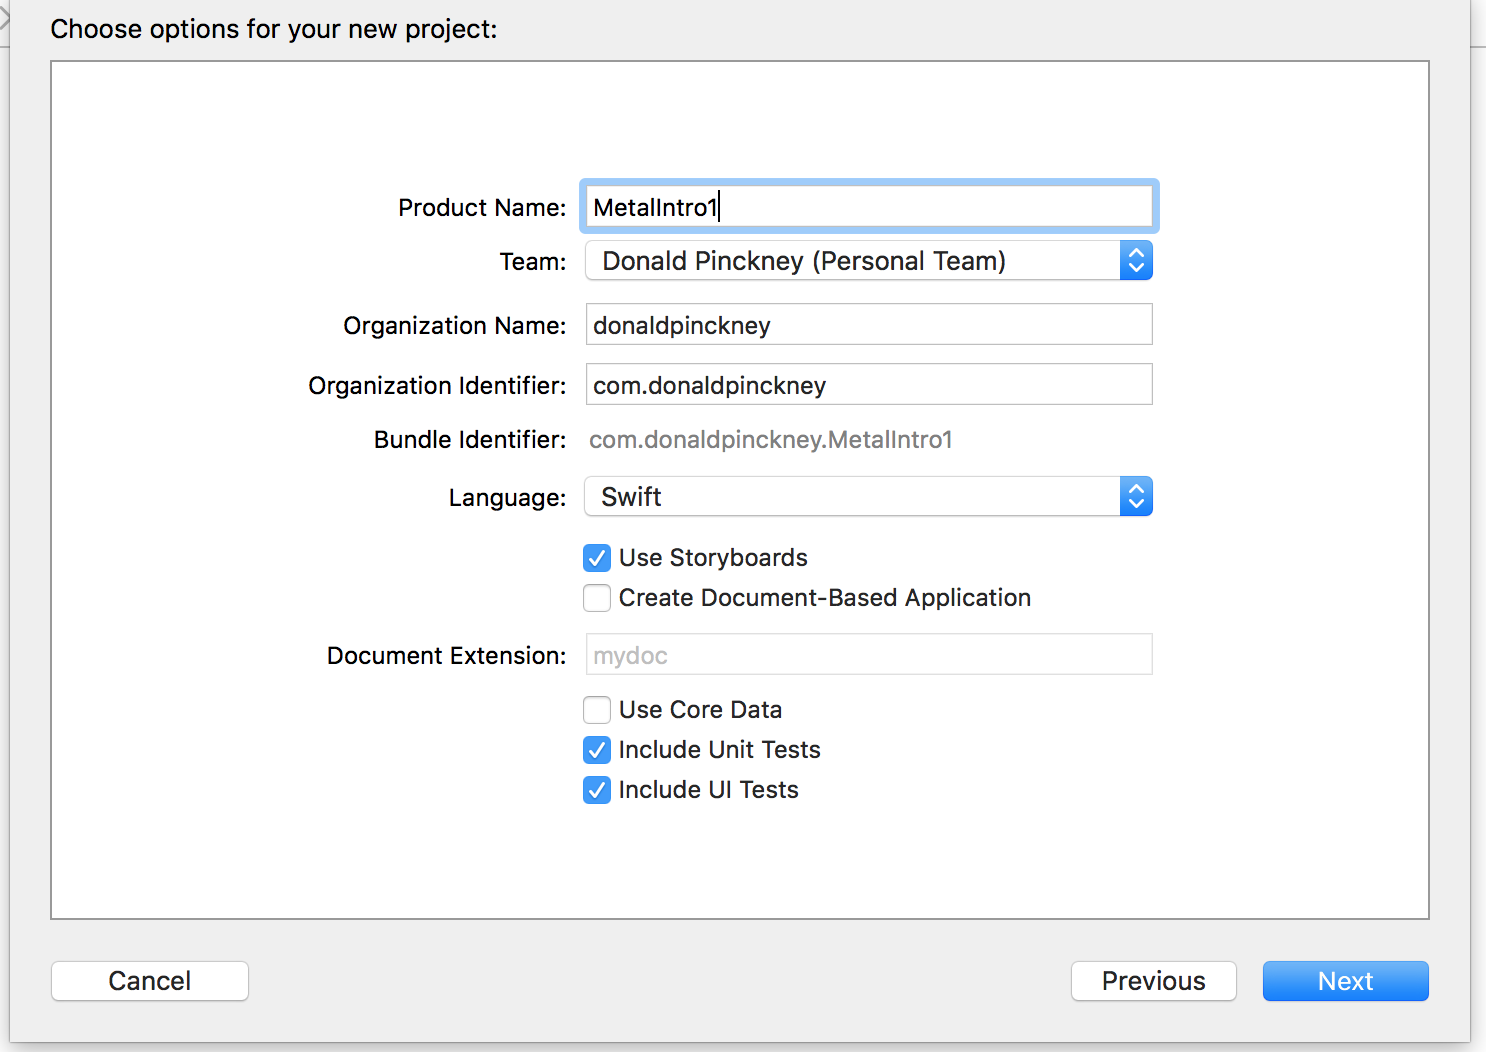 Choose options for your new project:
Product Name: MetalIntro1
Team: Donald Pinckney (Personal Team)
Organization Name: donaldpinckney
Organization Identifier: com.donaldpinckney
Bundle Identifier: com.donaldpinckney.MetalIntro1
Language: Swift
Use Storyboards
Create Document-Based Application
Document Extension: mydoc
Use Core Data
Include Unit Tests
Include UI Tests
Cancel Previous Next